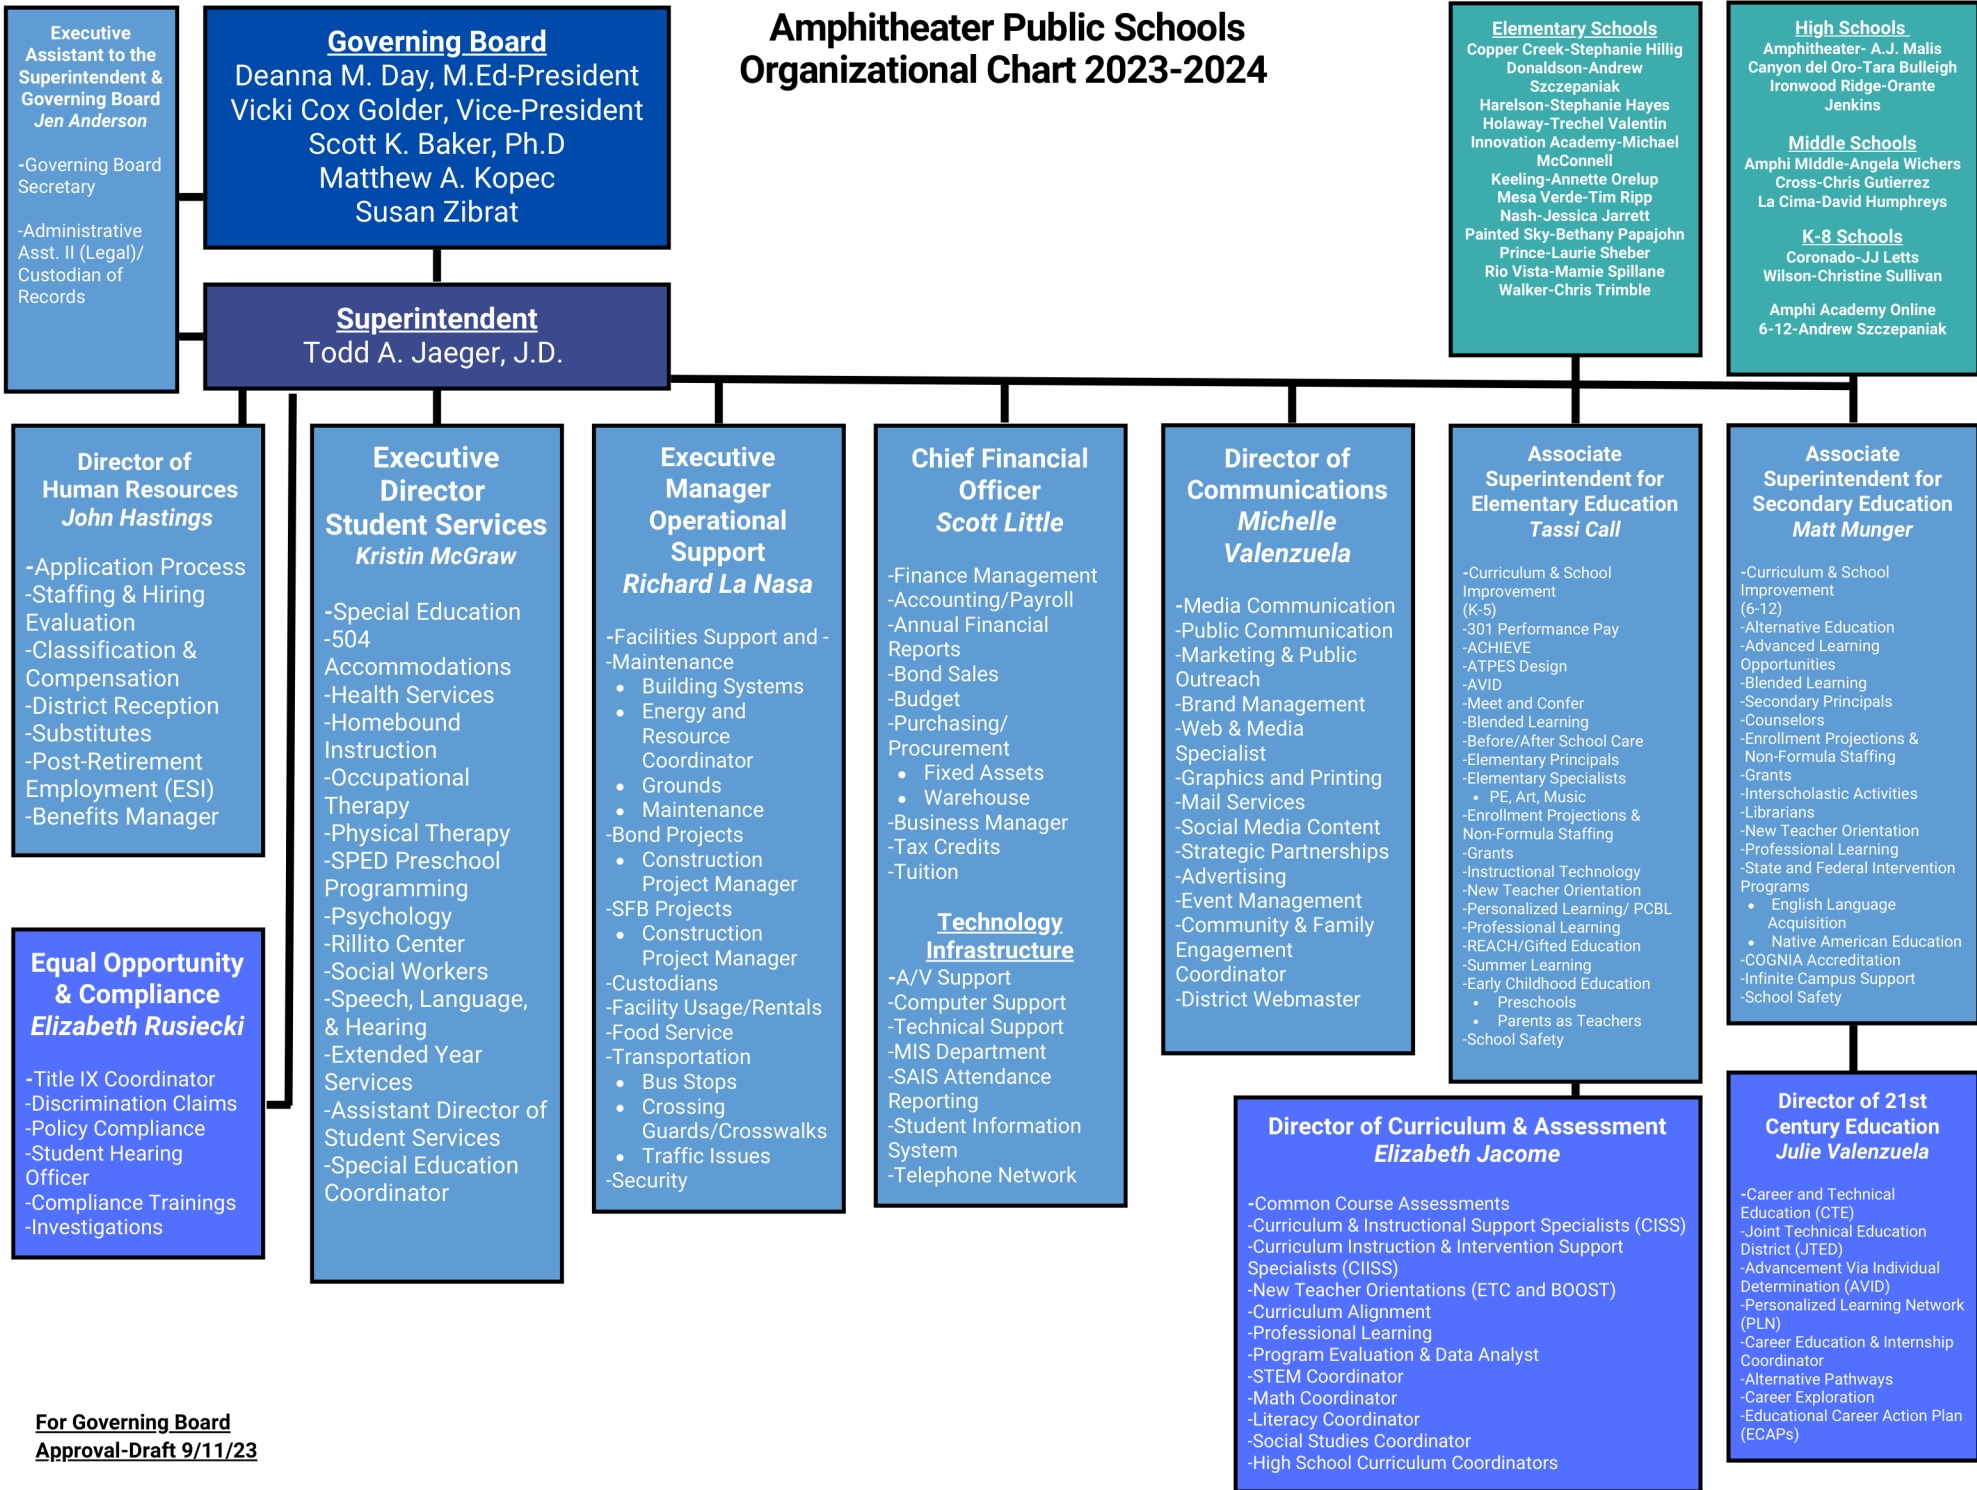 Executive
Assistant to the
Superintendent &
Governing Board
Jen Anderson
-Governing Board
Secretary
-Administrative
Asst. II (Legal)/
Custodian of
Records
Governing Board
Deanna M. Day, M.Ed-President
Vicki Cox Golder, Vice-President
Scott K. Baker, Ph.D
Matthew A. Kopec
Susan Zibrat
Superintendent
Todd A. Jaeger, J.D.
Amphitheater Public Schools
Organizational Chart 2023-2024
Elementary Schools
Copper Creek-Stephanie Hillig
Donaldson-Andrew
Szczepaniak
Harelson-Stephanie Hayes
Holaway-Trechel Valentin
Innovation Academy-Michael
McConnell
Keeling-Annette Orelup
Mesa Verde-Tim Ripp
Nash-Jessica Jarrett
Painted Sky-Bethany Papajohn
Prince-Laurie Sheber
Rio Vista-Mamie Spillane
Walker-Chris Trimble
High Schools
Amphitheater- A.J. Malis
Canyon del Oro-Tara Bulleigh
Ironwood Ridge-Orante
Jenkins
Middle Schools
Amphi MIddle-Angela Wichers
Cross-Chris Gutierrez
La Cima-David Humphreys
K-8 Schools
Coronado-JJ Letts
Wilson-Christine Sullivan
Amphi Academy Online
6-12-Andrew Szczepaniak
Director of
Human Resources
John Hastings
-Application Process
-Staffing & Hiring
Evaluation
-Classification &
Compensation
-District Reception
-Substitutes
-Post-Retirement
Employment (ESI)
-Benefits Manager
Equal Opportunity
& Compliance
Elizabeth Rusiecki
-Title IX Coordinator
-Discrimination Claims
-Policy Compliance
-Student Hearing
Officer
-Compliance Trainings
-Investigations
Executive
Director
Student Services
Kristin McGraw
-Special Education
-504
Accommodations
-Health Services
-Homebound
Instruction
-Occupational
Therapy
-Physical Therapy
-SPED Preschool
Programming
-Psychology
-Rillito Center
-Social Workers
-Speech, Language,
& Hearing
-Extended Year
Services
-Assistant Director of
Student Services
-Special Education
Coordinator
Executive
Manager
Operational
Support
Richard La Nasa
-Facilities Support and -
-Maintenance
• Building Systems
• Energy and
Resource
Coordinator
• Grounds
• Maintenance
-Bond Projects
• Construction
Project Manager
-SFB Projects
• Construction
Project Manager
-Custodians
-Facility Usage/Rentals
-Food Service
-Transportation
• Bus Stops
• Crossing
Guards/Crosswalks
• Traffic Issues
-Security
Chief Financial
Officer
Scott Little
-Finance Management
-Accounting/Payroll
-Annual Financial
Reports
-Bond Sales
-Budget
-Purchasing/
Procurement
• Fixed Assets
• Warehouse
-Business Manager
-Tax Credits
-Tuition
Technology
Infrastructure
-A/V Support
-Computer Support
-Technical Support
-MIS Department
-SAIS Attendance
Reporting
-Student Information
System
-Telephone Network
Director of
Communications
Michelle
Valenzuela
-Media Communication
-Public Communication
-Marketing & Public
Outreach
-Brand Management
-Web & Media
Specialist
-Graphics and Printing
-Mail Services
-Social Media Content
-Strategic Partnerships
-Advertising
-Event Management
-Community & Family
Engagement
Coordinator
-District Webmaster
Associate
Superintendent for
Elementary Education
Tassi Call
-Curriculum & School
Improvement
(K-5)
-301 Performance Pay
-ACHIEVE
-ATPES Design
-AVID
-Meet and Confer
-Blended Learning
-Before/After School Care
-Elementary Principals
-Elementary Specialists
• PE, Art, Music
-Enrollment Projections &
Non-Formula Staffing
-Grants
-Instructional Technology
-New Teacher Orientation
-Personalized Learning/ PCBL
-Professional Learning
-REACH/Gifted Education
-Summer Learning
-Early Childhood Education
• Preschools
• Parents as Teachers
-School Safety
Associate
Superintendent for
Secondary Education
Matt Munger
-Curriculum & School
Improvement
(6-12)
-Alternative Education
-Advanced Learning
Opportunities
-Blended Learning
-Secondary Principals
-Counselors
-Enrollment Projections &
Non-Formula Staffing
-Grants
-Interscholastic Activities
-Librarians
-New Teacher Orientation
-Professional Learning
-State and Federal Intervention
Programs
• English Language
Acquisition
• Native American Education
-COGNIA Accreditation
-Infinite Campus Support
-School Safety
Director of Curriculum & Assessment
Elizabeth Jacome
-Common Course Assessments
-Curriculum & Instructional Support Specialists (CISS)
-Curriculum Instruction & Intervention Support
Specialists (CIISS)
-New Teacher Orientations (ETC and BOOST)
-Curriculum Alignment
-Professional Learning
-Program Evaluation & Data Analyst
-STEM Coordinator
-Math Coordinator
-Literacy Coordinator
-Social Studies Coordinator
-High School Curriculum Coordinators
Director of 21st
Century Education
Julie Valenzuela
-Career and Technical
Education (CTE)
-Joint Technical Education
District (JTED)
-Advancement Via Individual
Determination (AVID)
-Personalized Learning Network
(PLN)
-Career Education & Internship
Coordinator
-Alternative Pathways
-Career Exploration
-Educational Career Action Plan
(ECAPs)
For Governing Board
Approval-Draft 9/11/23